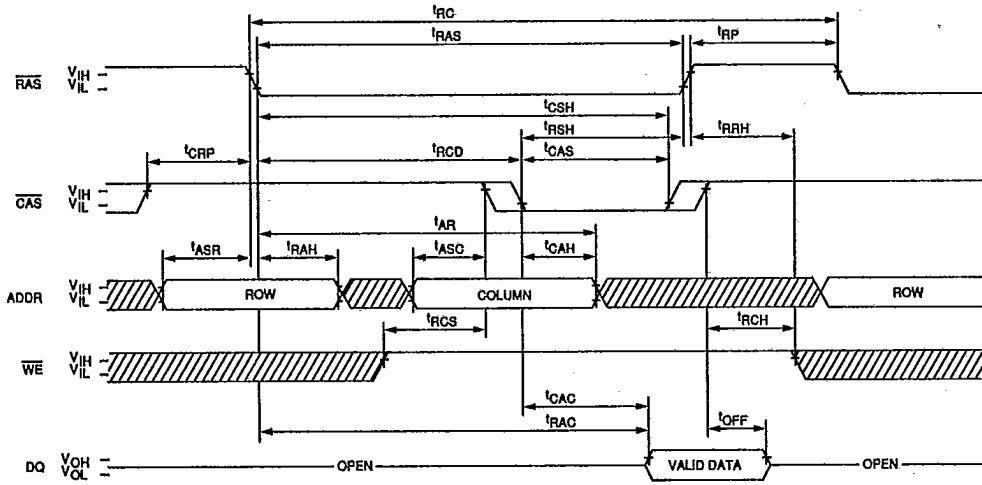 tRC
tRAS
tRP
RAS VIH VIL
tCSH
tRSH
tRRH
tCRP
tRCD
tCAS
CAS VIH VIL
tAR
tASR
tRAH
tASC
tCAH
ADDR VIH VIL ROW COLUMN ROW
tRCS
tRCH
WE VIH VIL
tCAC
tOFF
tRAC
DQ VOH VOL OPEN VALID DATA OPEN